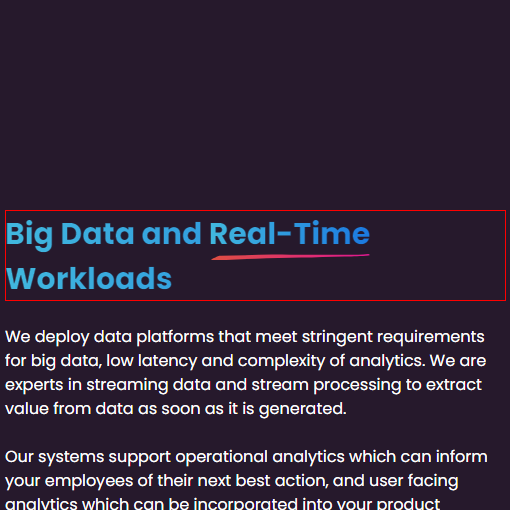 Big Data and Real-Time
Workloads
We deploy data platforms that meet stringent requirements
for big data, low latency and complexity of analytics. We are
experts in streaming data and stream processing to extract
value from data as soon as it is generated.
Our systems support operational analytics which can inform
your employees of their next best action, and user facing
analytics which can be incorporated into your product